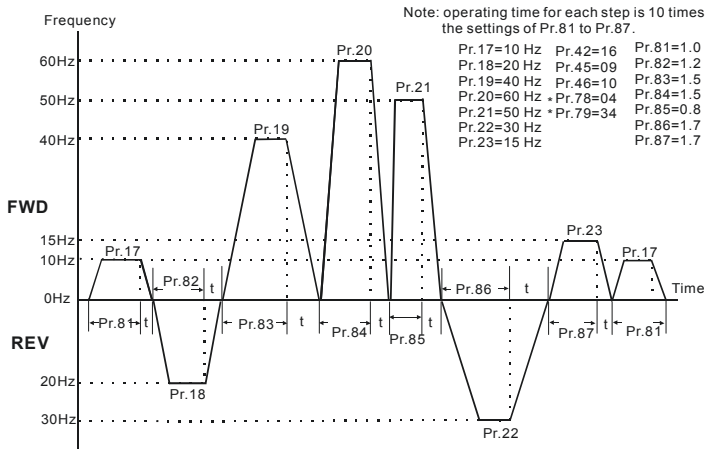 Note: operating time for each step is 10 times
the settings of Pr.81 to Pr.87.
Frequency
Pr.17=10 Hz Pr.42=16 Pr.81=1.0
Pr.18=20 Hz Pr.45=09 Pr.82=1.2
Pr.19=40 Hz Pr.46=10 Pr.83=1.5
Pr.20=60 Hz *Pr.78=04 Pr.84=1.5
Pr.21=50 Hz *Pr.79=34 Pr.85=0.8
Pr.22=30 Hz Pr.86=1.7
Pr.23=15 Hz Pr.87=1.7
Pr.20
60Hz
Pr.21
50Hz
Pr.19
40Hz
FWD
Pr.23
15Hz
Pr.17 Pr.17
10Hz
Pr.82 t Pr.86 t
Time
0Hz
Pr.81 t Pr.83 t Pr.84 t Pr.85 t Pr.87 t Pr.81
REV
20Hz
Pr.18
30Hz
Pr.22